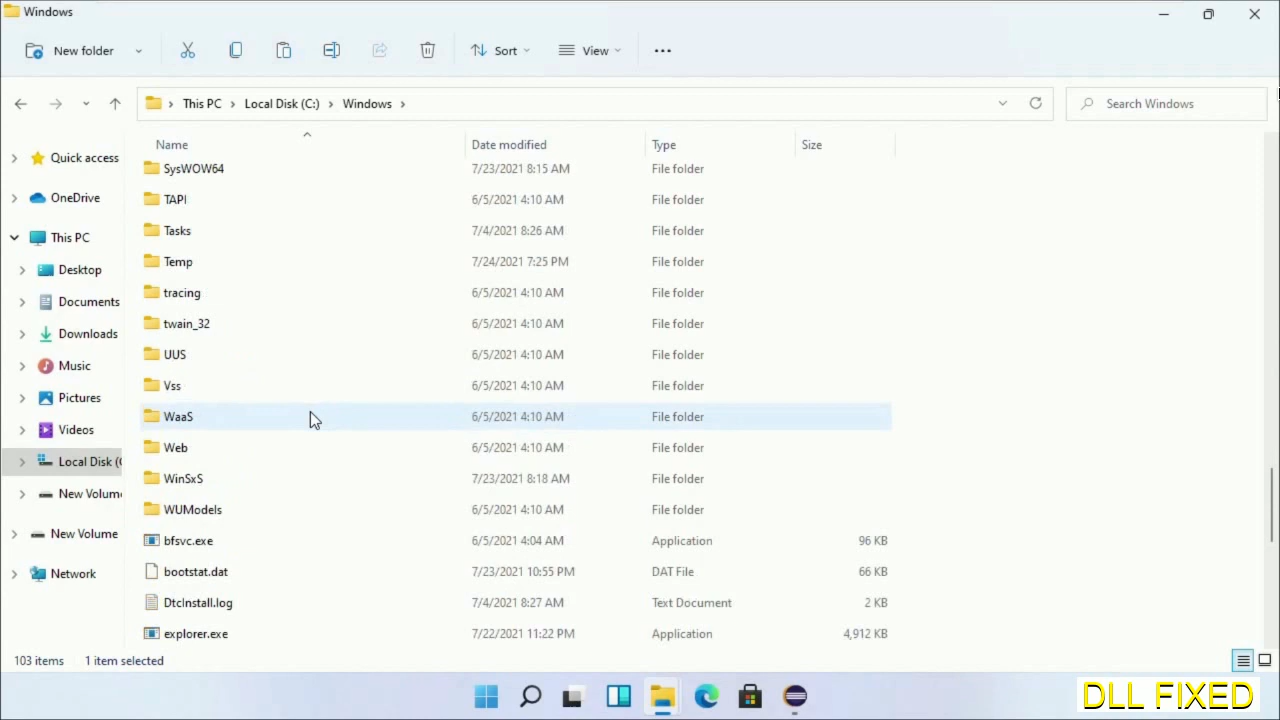 Windows
New folder
Sort
View
This PC
Local Disk (C:)
Windows
Search Windows
Name
Date modified
Type
Size
Quick access
OneDrive
This PC
Desktop
Documents
Downloads
Music
Pictures
Videos
Local Disk (
New Volum
New Volume
Network
SysWOW64 7/23/2021 8:15 AM File folder
TAPI 6/5/2021 4:10 AM File folder
Tasks 7/4/2021 8:26 AM File folder
Temp 7/24/2021 7:25 PM File folder
tracing 6/5/2021 4:10 AM File folder
twain_32 6/5/2021 4:10 AM File folder
UUS 6/5/2021 4:10 AM File folder
Vss 6/5/2021 4:10 AM File folder
WaaS 6/5/2021 4:10 AM File folder
Web 6/5/2021 4:10 AM File folder
WinSxS 7/23/2021 8:18 AM File folder
WUModels 6/5/2021 4:10 AM File folder
bfsvc.exe 6/5/2021 4:04 AM Application 96 KB
bootstat.dat 7/23/2021 10:55 PM DAT File 66 KB
DtcInstall.log 7/4/2021 8:27 AM Text Document 2 KB
explorer.exe 7/22/2021 11:22 PM Application 4,912 KB
103 items 1 item selected
DLL FIXED